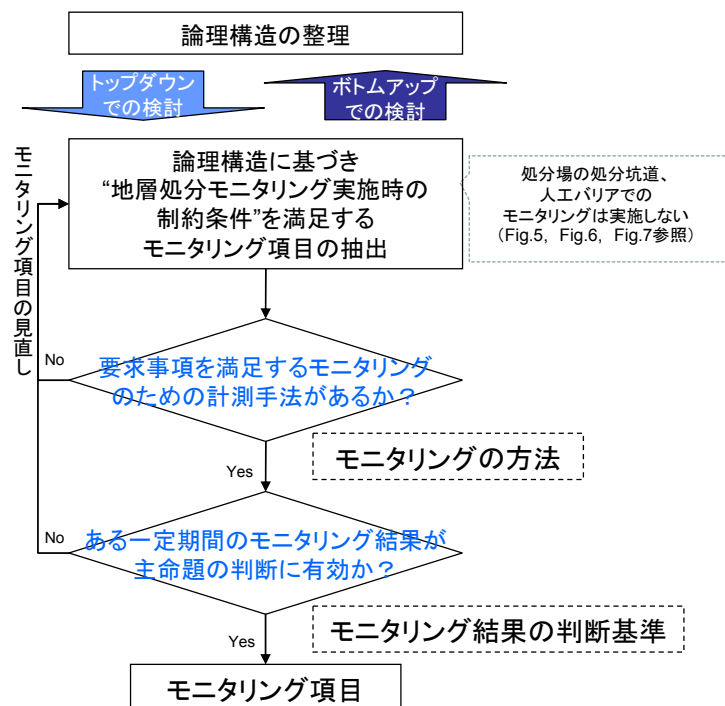 論理構造の整理
トップダウン
での検討
ボトムアップ
での検討
論理構造に基づき
“地層処分モニタリング実施時の
制約条件”を満足する
モニタリング項目の抽出
処分場の処分坑道、
人工バリアでの
モニタリングは実施しない
（Fig.5，Fig.6，Fig.7参照）
モニタリング項目の見直し
No
要求事項を満足するモニタリング
のための計測手法があるか？
Yes
モニタリングの方法
No
ある一定期間のモニタリング結果が
主命題の判断に有効か？
Yes
モニタリング結果の判断基準
モニタリング項目